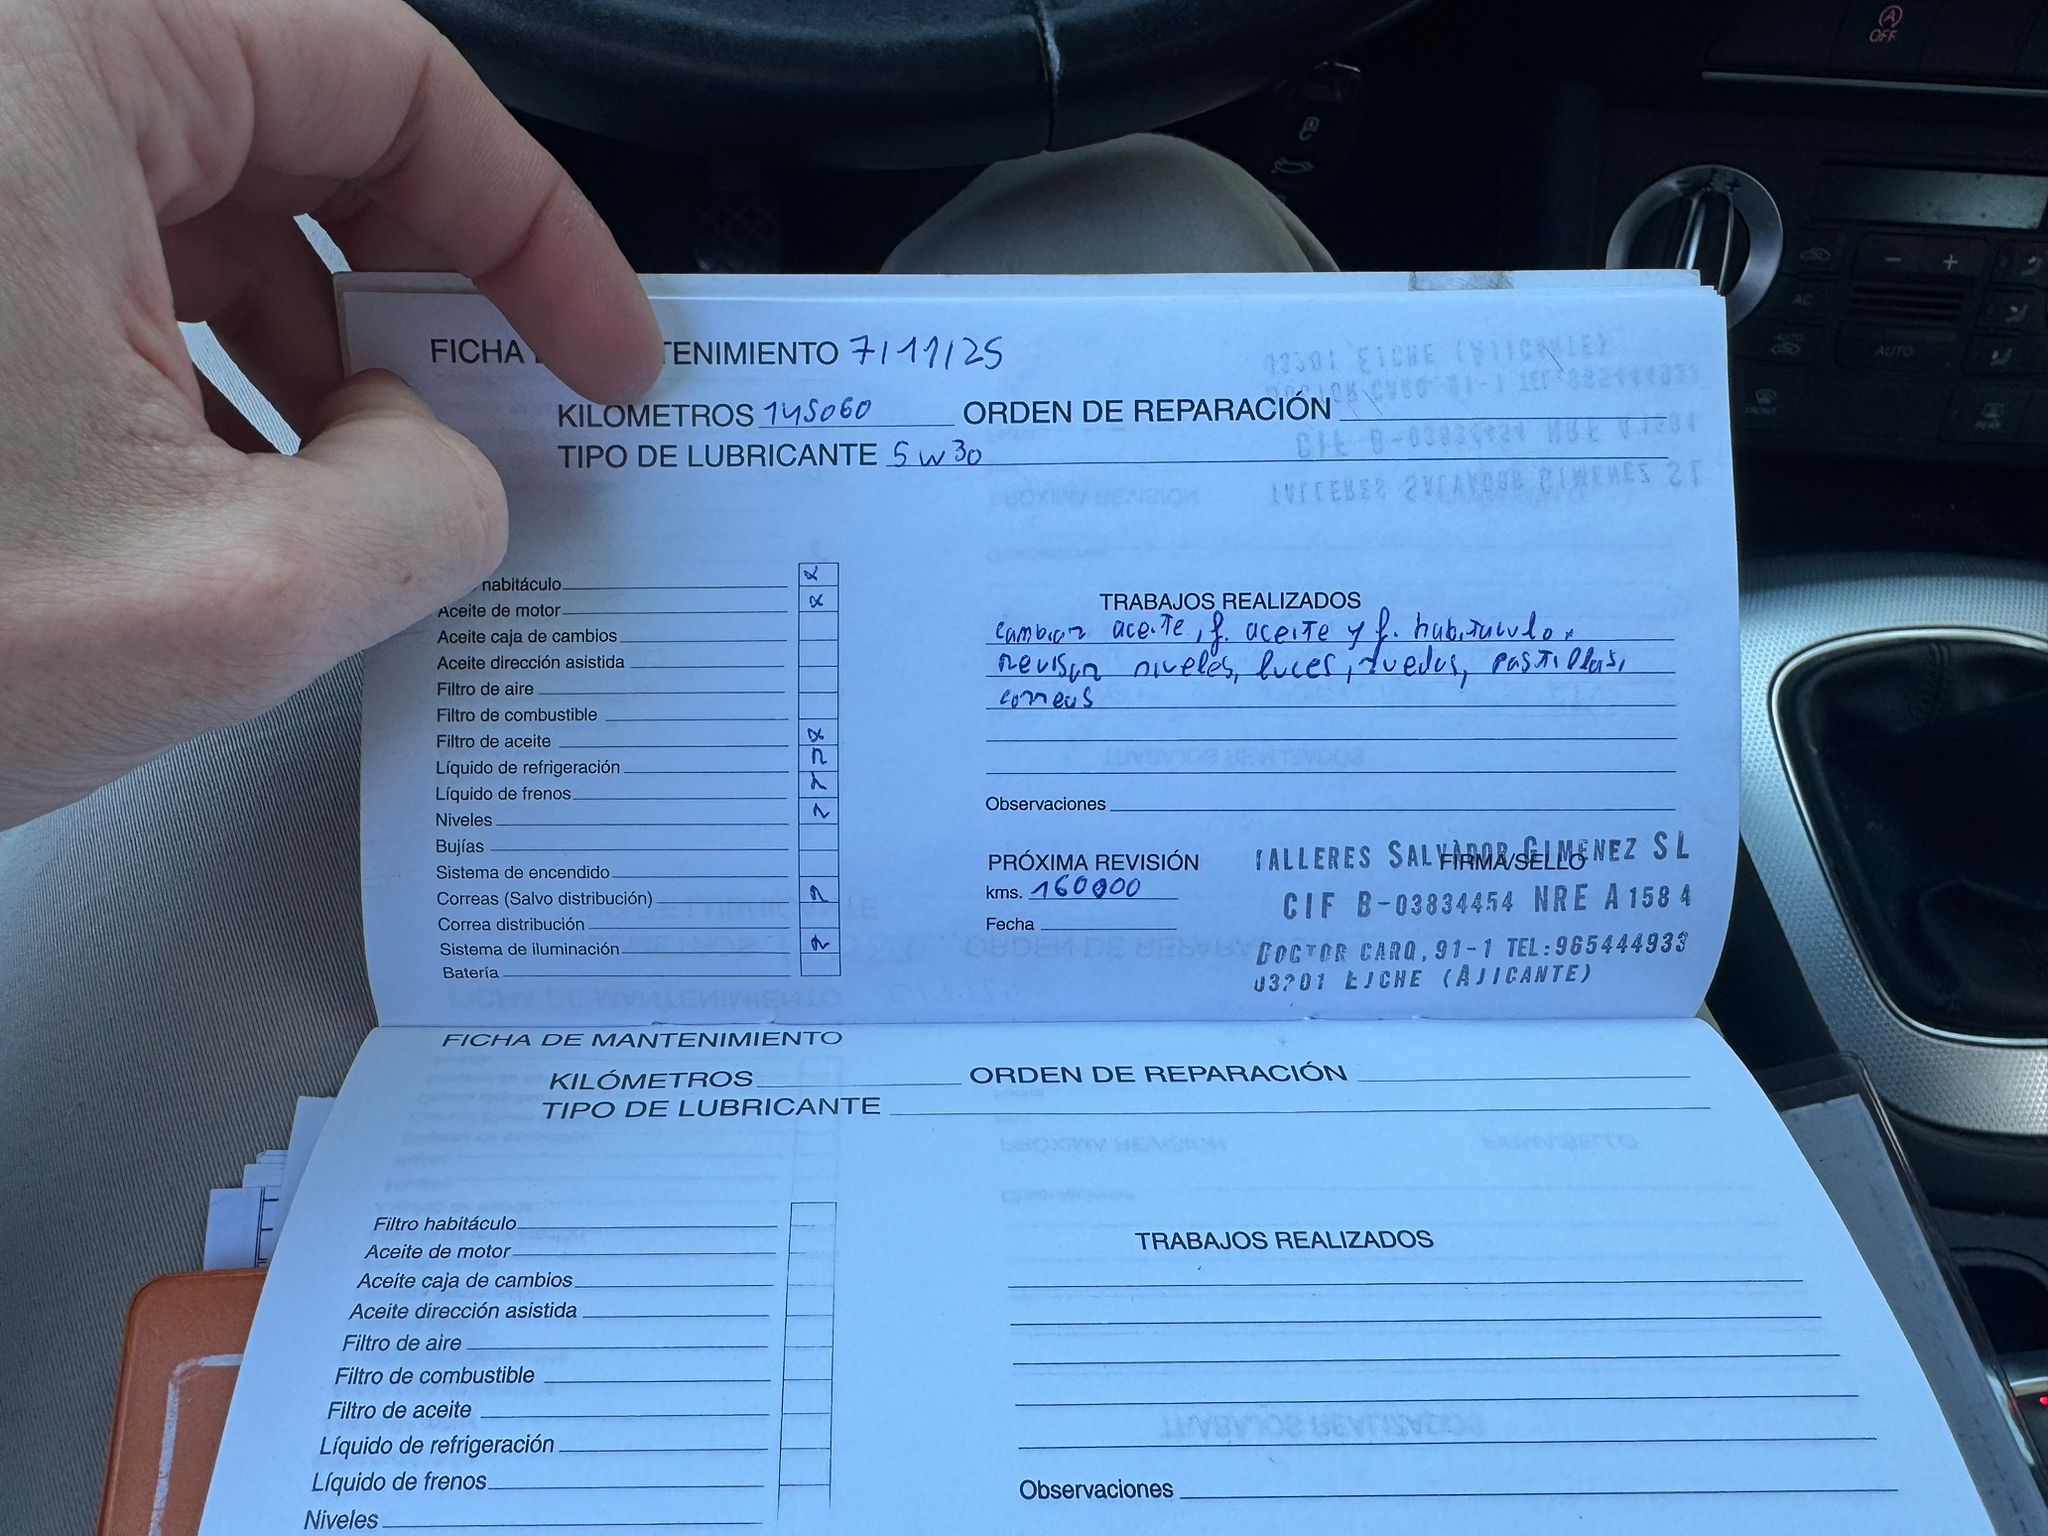 OFF
FICHA TENIMIENTO 7/11/25
KILÓMETROS 145060 ORDEN DE REPARACIÓN
TIPO DE LUBRICANTE 5W30
habitáculo x
Aceite de motor x
Aceite caja de cambios
Aceite dirección asistida
Filtro de aire
Filtro de combustible
Filtro de aceite x
Líquido de refrigeración r
Líquido de frenos r
Niveles r
Bujías
Sistema de encendido
Correas (Salvo distribución) r
Correa distribución
Sistema de iluminación r
Batería
TRABAJOS REALIZADOS
cambiar aceite, f. aceite y f. habitaculo.
revisar niveles, luces, ruedas, pastillas,
correas
Observaciones
PRÓXIMA REVISIÓN
kms. 160000
Fecha
FIRMA/SELLO
TALLERES SALVADOR GIMENEZ SL
CIF B-03834454 NRE A1584
DOCTOR CARO, 91-1 TEL:965444933
03201 ELCHE (ALICANTE)
FICHA DE MANTENIMIENTO
KILÓMETROS ORDEN DE REPARACIÓN
TIPO DE LUBRICANTE
Filtro habitáculo
Aceite de motor
Aceite caja de cambios
Aceite dirección asistida
Filtro de aire
Filtro de combustible
Filtro de aceite
Líquido de refrigeración
Líquido de frenos
Niveles
TRABAJOS REALIZADOS
Observaciones
AC
AUTO